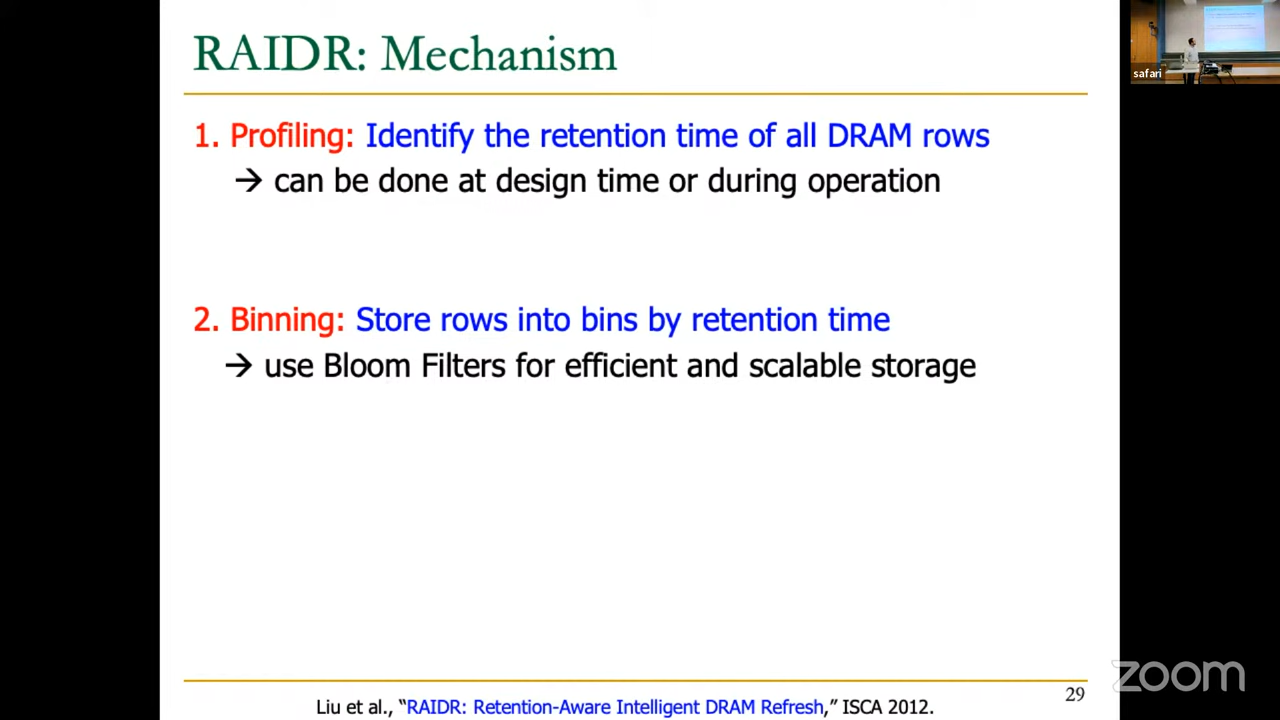 RAIDR: Mechanism
1. Profiling: Identify the retention time of all DRAM rows
→ can be done at design time or during operation
2. Binning: Store rows into bins by retention time
→ use Bloom Filters for efficient and scalable storage
Liu et al., “RAIDR: Retention-Aware Intelligent DRAM Refresh,” ISCA 2012.
29
safari
zoom